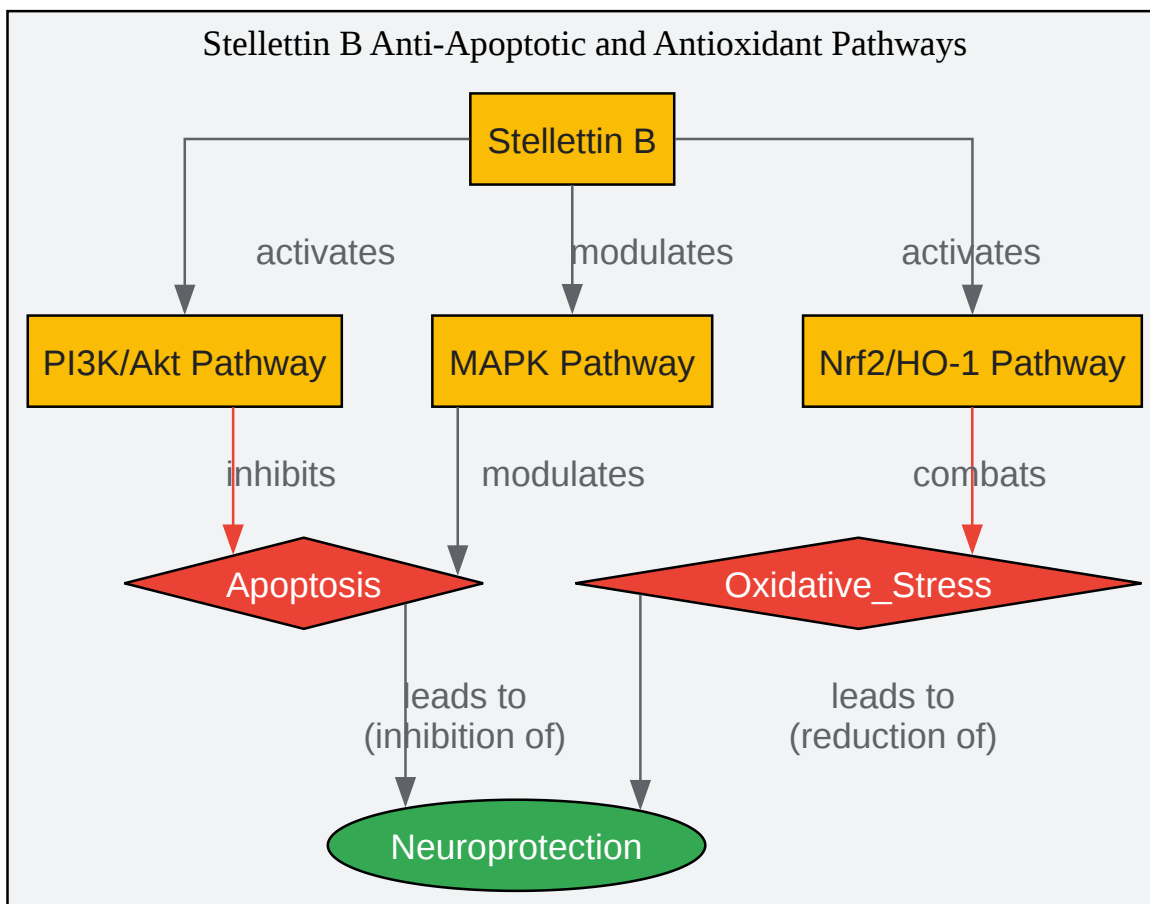 Stellettin B Anti-Apoptotic and Antioxidant Pathways
Stellettin B
activates
modulates
activates
PI3K/Akt Pathway
MAPK Pathway
Nrf2/HO-1 Pathway
inhibits
modulates
combats
Apoptosis
Oxidative_Stress
leads to
(inhibition of)
leads to
(reduction of)
Neuroprotection